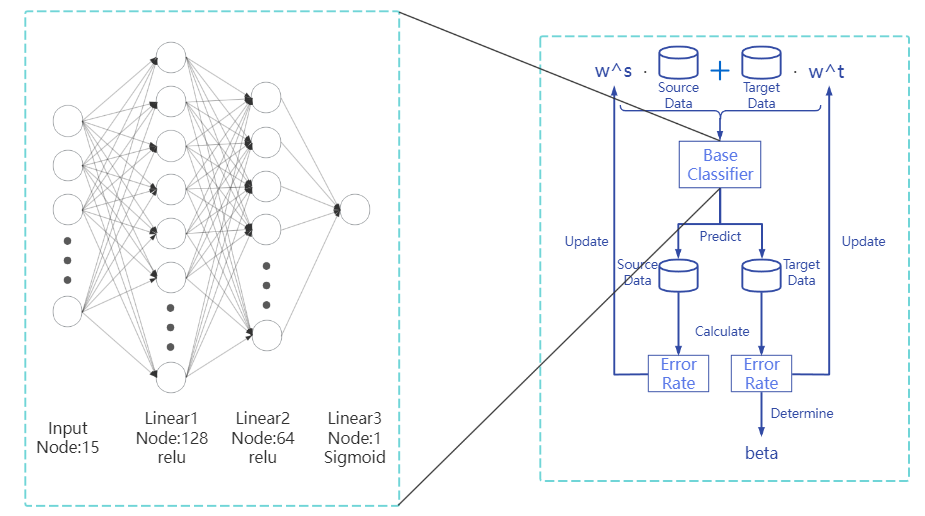 Input
Node:15
Linear1
Node:128
relu
Linear2
Node:64
relu
Linear3
Node:1
Sigmoid
w^s ·
Source
Data
+
Target
Data
· w^t
Base
Classifier
Predict
Update
Update
Source
Data
Target
Data
Calculate
Error
Rate
Error
Rate
Determine
beta